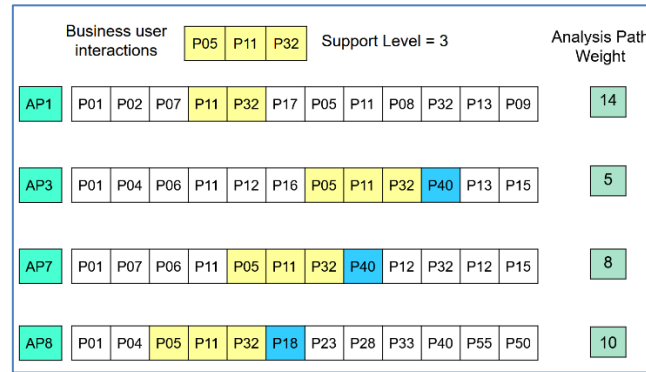 Business user interactions P05 P11 P32 Support Level = 3 Analysis Path Weight
AP1 P01 P02 P07 P11 P32 P17 P05 P11 P08 P32 P13 P09 14
AP3 P01 P04 P06 P11 P12 P16 P05 P11 P32 P40 P13 P15 5
AP7 P01 P07 P06 P11 P05 P11 P32 P40 P12 P32 P12 P15 8
AP8 P01 P04 P05 P11 P32 P18 P23 P28 P33 P40 P55 P50 10